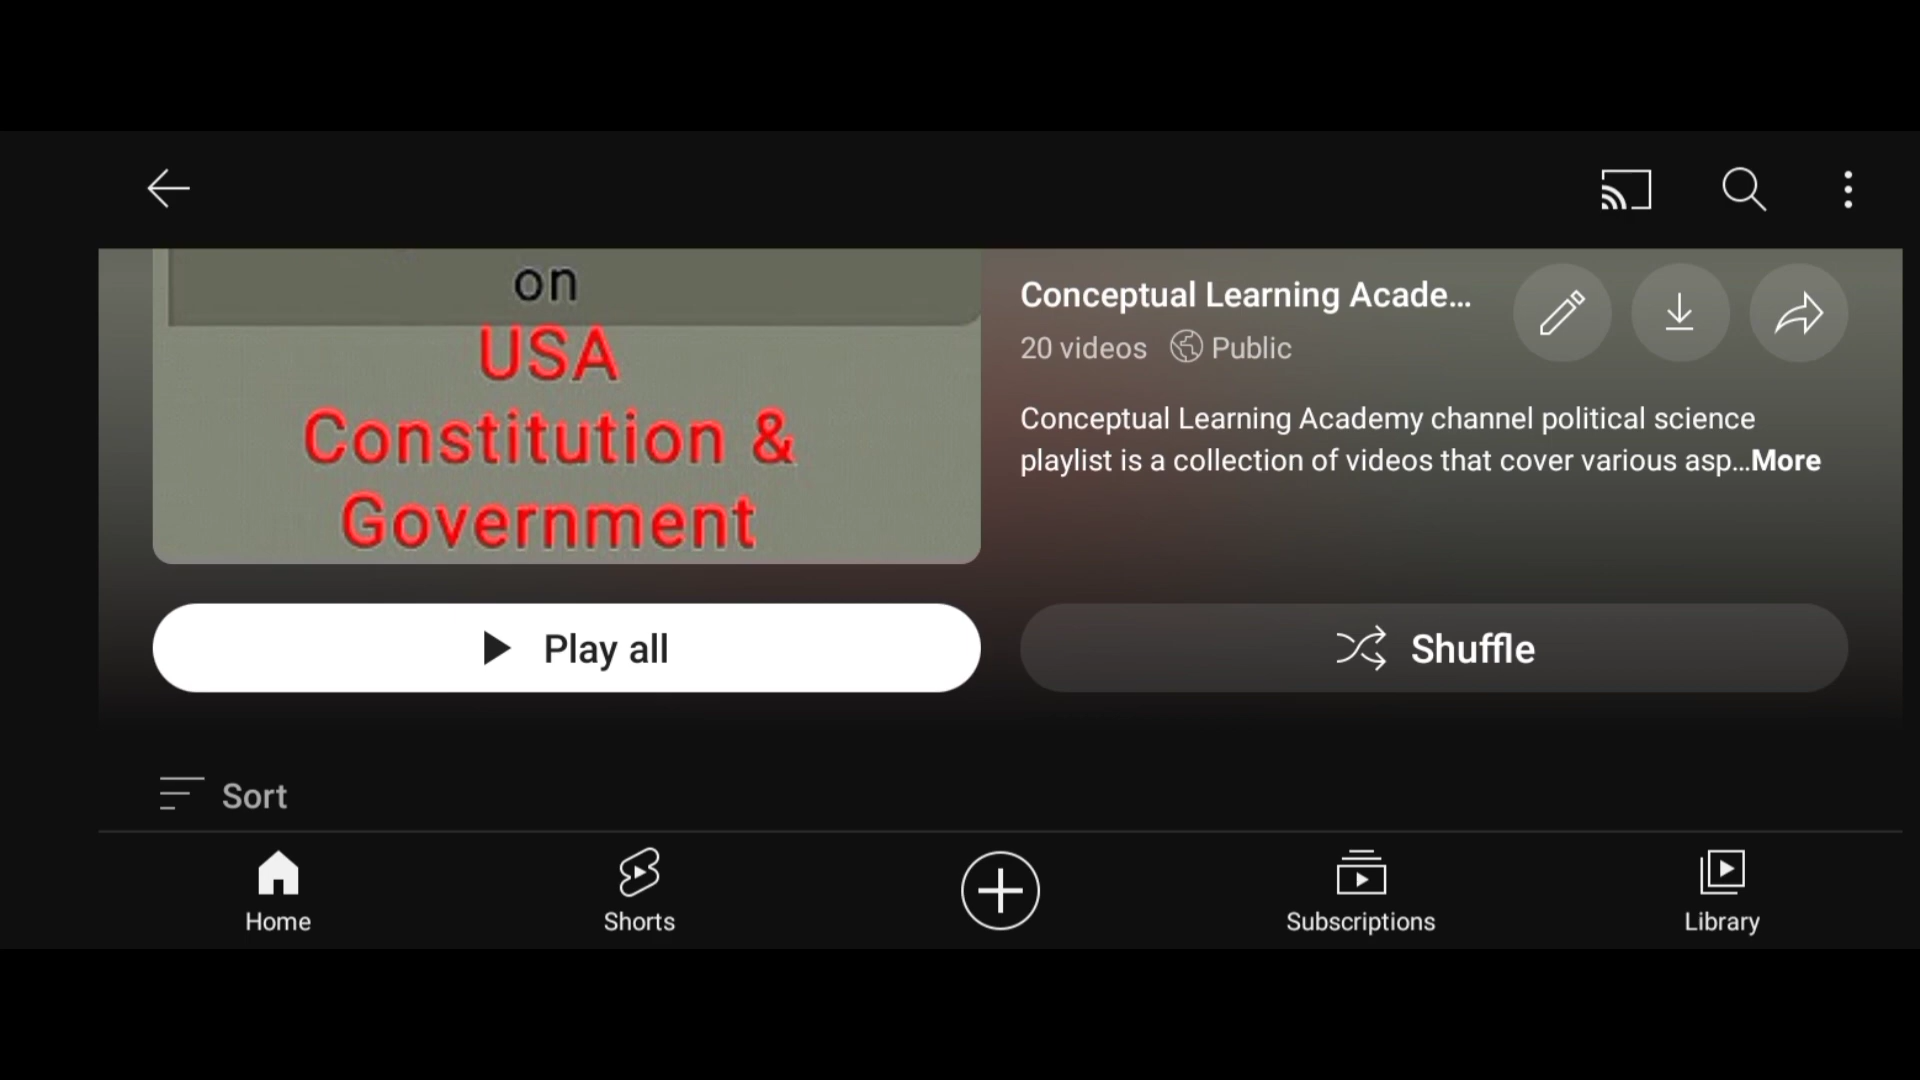 on
USA
Constitution &
Government
Conceptual Learning Acade...
20 videos Public
Conceptual Learning Academy channel political science
playlist is a collection of videos that cover various asp...More
Play all
Shuffle
Sort
Home
Shorts
Subscriptions
Library